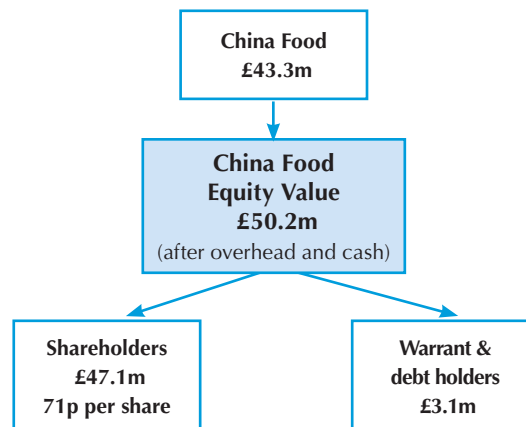 China Food
£43.3m
China Food
Equity Value
£50.2m
(after overhead and cash)
Shareholders
£47.1m
71p per share
Warrant &
debt holders
£3.1m